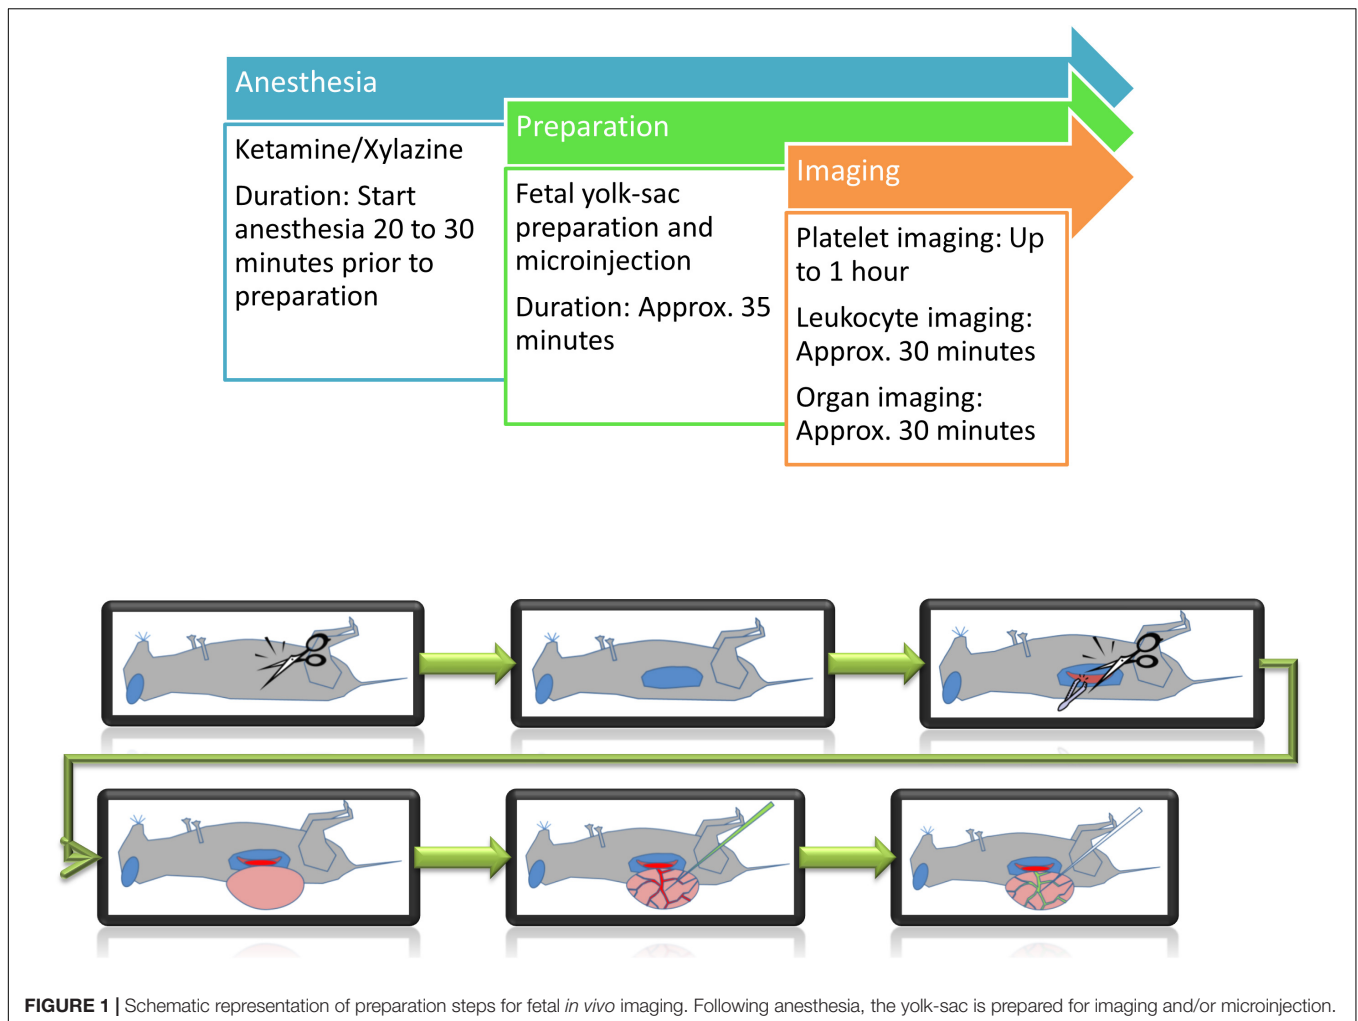 Anesthesia
Ketamine/Xylazine
Duration: Start
anesthesia 20 to 30
minutes prior to
preparation
Preparation
Fetal yolk-sac
preparation and
microinjection
Duration: Approx. 35
minutes
Imaging
Platelet imaging: Up
to 1 hour
Leukocyte imaging:
Approx. 30 minutes
Organ imaging:
Approx. 30 minutes
FIGURE 1 | Schematic representation of preparation steps for fetal in vivo imaging. Following anesthesia, the yolk-sac is prepared for imaging and/or microinjection.